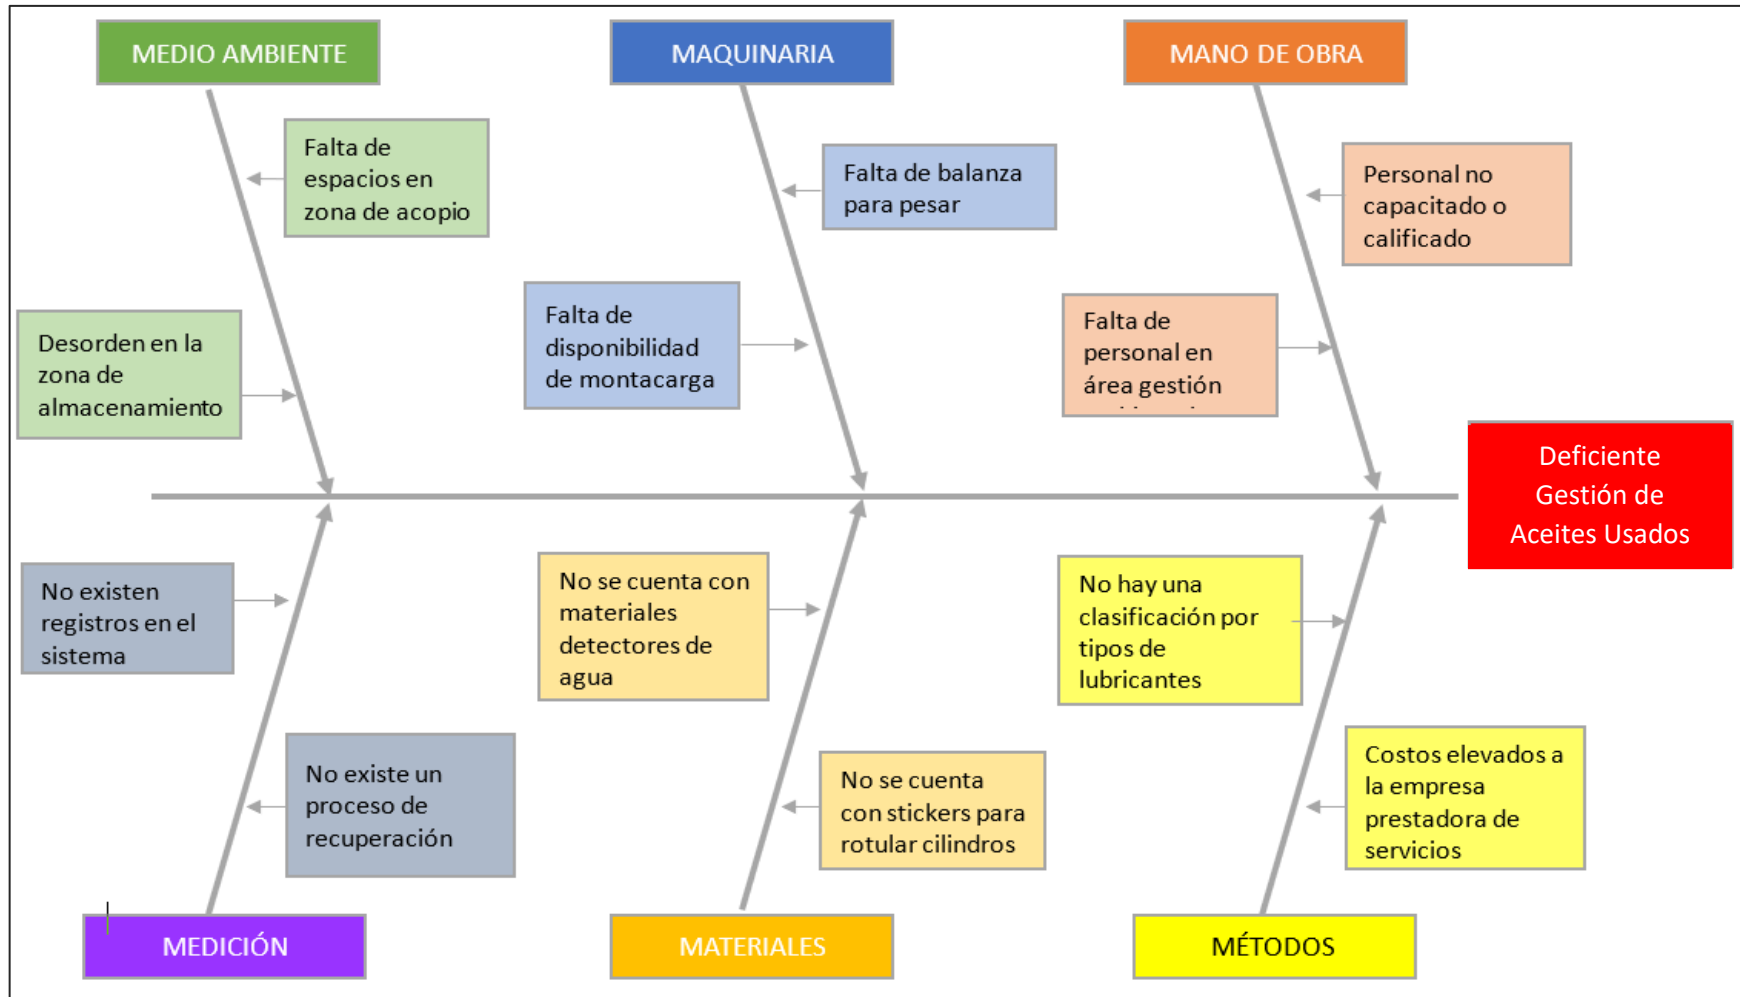 MEDIO AMBIENTE
MAQUINARIA
MANO DE OBRA
Falta de
espacios en
zona de acopio
Falta de balanza
para pesar
Personal no
capacitado o
calificado
Desorden en la
zona de
almacenamiento
Falta de
disponibilidad
de montacarga
Falta de
personal en
área gestión
Deficiente
Gestión de
Aceites Usados
No existen
registros en el
sistema
No se cuenta con
materiales
detectores de
agua
No hay una
clasificación por
tipos de
lubricantes
No existe un
proceso de
recuperación
No se cuenta
con stickers para
rotular cilindros
Costos elevados a
la empresa
prestadora de
servicios
MEDICIÓN
MATERIALES
MÉTODOS